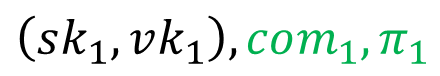 (𝑠𝑘₁, 𝑣𝑘₁), 𝑐𝑜𝑚₁, 𝜋₁